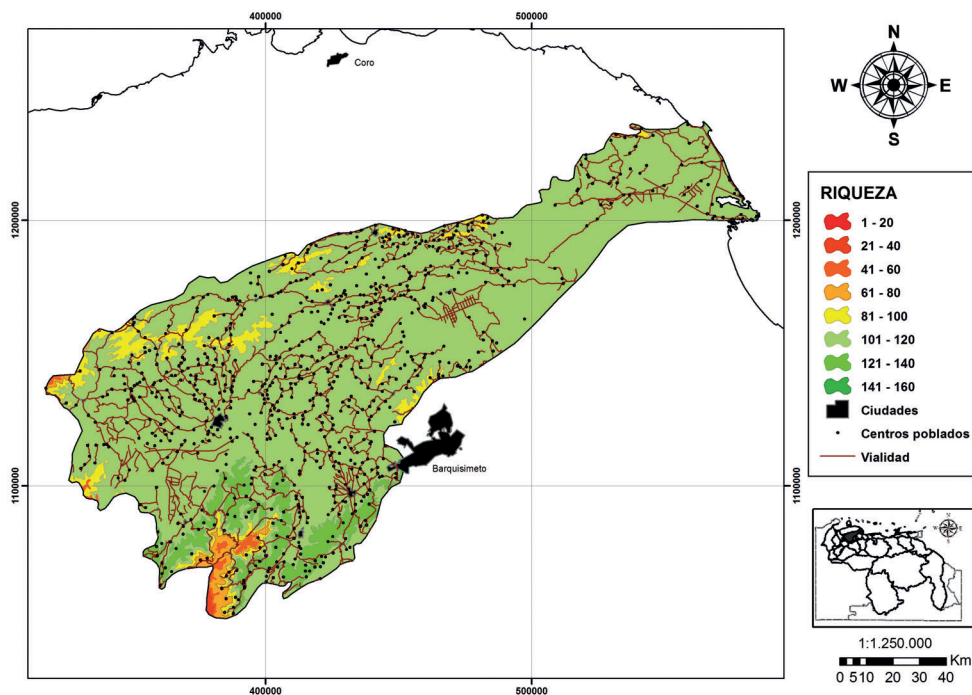 400000
500000
Coro
N
W
E
S
1200000
1200000
RIQUEZA
1 - 20
21 - 40
41 - 60
61 - 80
81 - 100
101 - 120
121 - 140
141 - 160
Ciudades
Centros poblados
Vialidad
Barquisimeto
1100000
1100000
1:1.250.000
Km
0 5 10 20 30 40
400000
500000